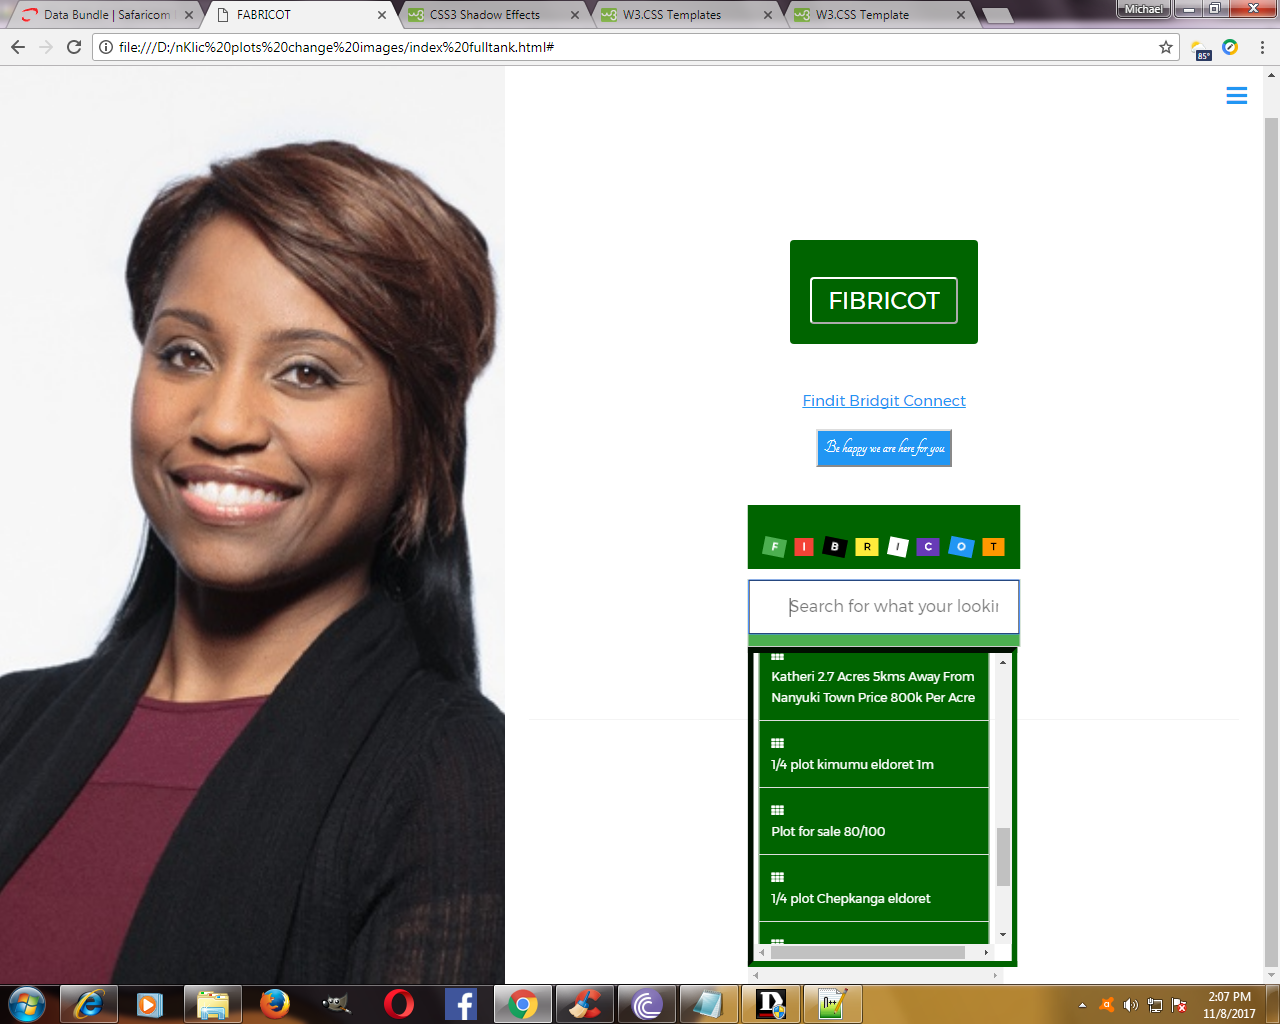 Data Bundle | Safaricom
FABRICOT
CSS3 Shadow Effects
W3.CSS Templates
W3.CSS Template
Michael
file:///D:/nKlic%20plots%20change%20images/index%20fulltank.html#
85°
FIBRICOT
Findit Bridgit Connect
Be happy we are here for you
F I B R I C O T
Search for what your lookin
Katheri 2.7 Acres 5kms Away From
Nanyuki Town Price 800k Per Acre
1/4 plot kimumu eldoret 1m
Plot for sale 80/100
1/4 plot Chepkanga eldoret
2:07 PM
11/8/2017